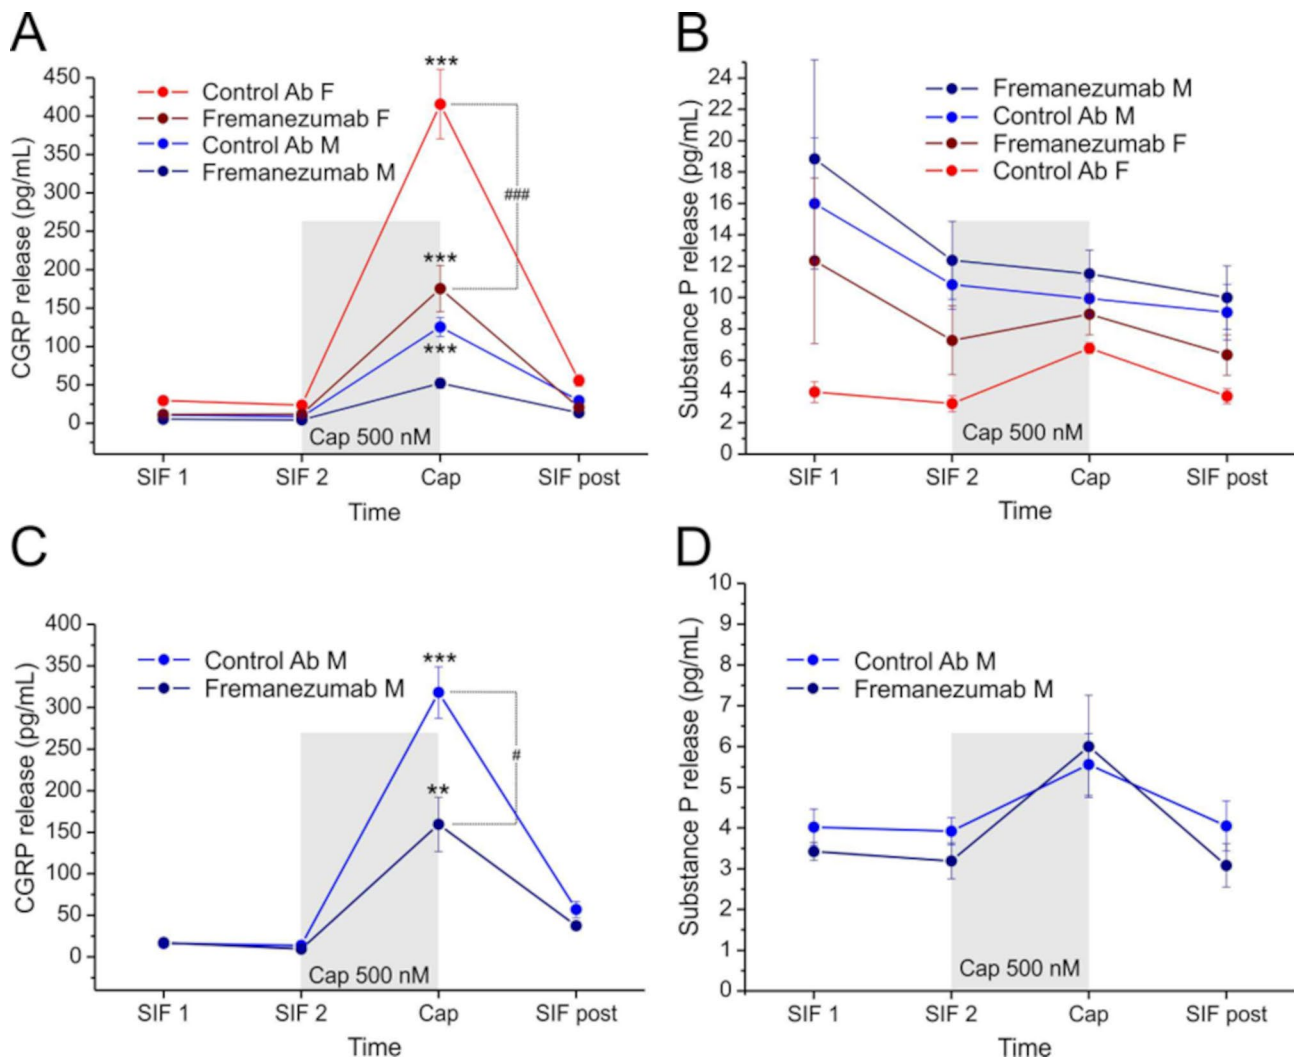 A
CGRP release (pg/mL)
450
400
350
300
250
200
150
100
50
0
Control Ab F
Fremanezumab F
Control Ab M
Fremanezumab M
***
###
***
***
Cap 500 nM
SIF 1 SIF 2 Cap SIF post
Time
B
Substance P release (pg/mL)
24
22
20
18
16
14
12
10
8
6
4
2
0
Fremanezumab M
Control Ab M
Fremanezumab F
Control Ab F
Cap 500 nM
SIF 1 SIF 2 Cap SIF post
Time
C
CGRP release (pg/mL)
400
350
300
250
200
150
100
50
0
Control Ab M
Fremanezumab M
***
#
**
Cap 500 nM
SIF 1 SIF 2 Cap SIF post
Time
D
Substance P release (pg/mL)
10
9
8
7
6
5
4
3
2
1
0
Control Ab M
Fremanezumab M
Cap 500 nM
SIF 1 SIF 2 Cap SIF post
Time